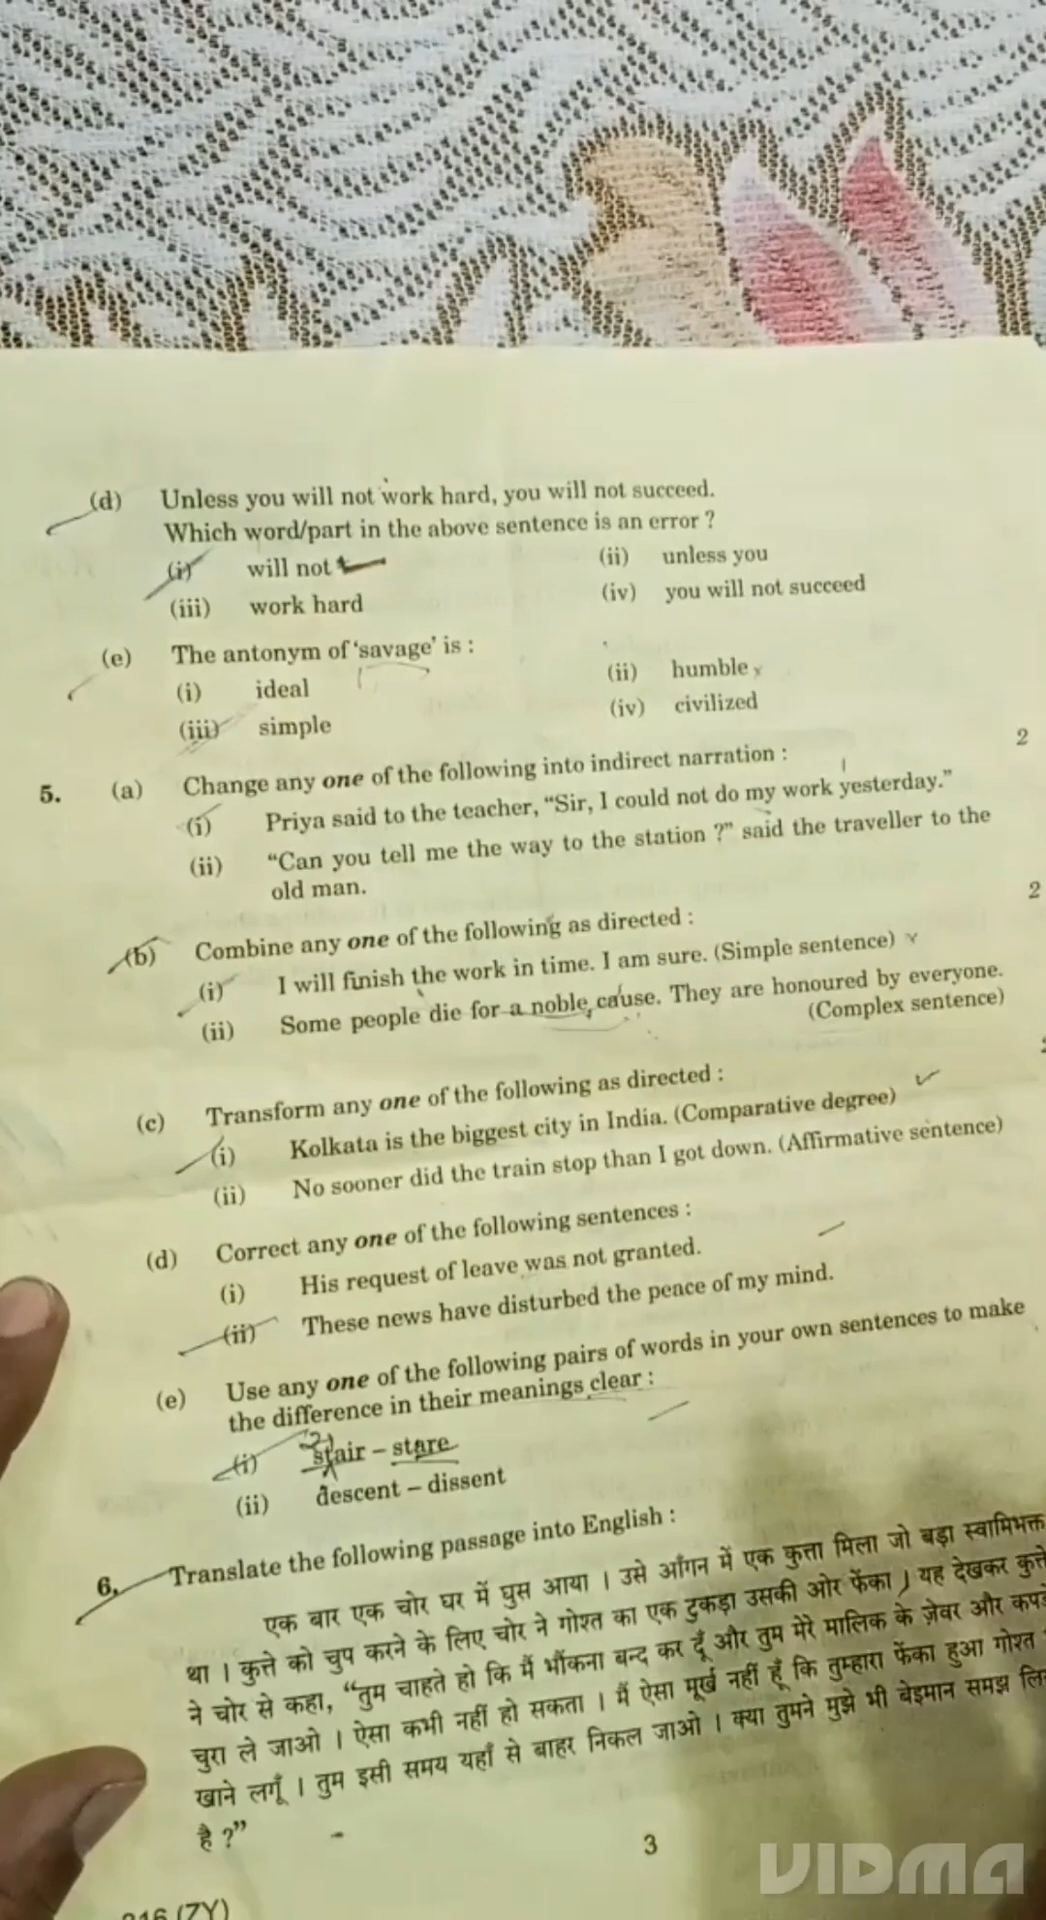 (d) Unless you will not work hard, you will not succeed.
Which word/part in the above sentence is an error ?
(i) will not (ii) unless you
(iii) work hard (iv) you will not succeed
(e) The antonym of 'savage' is :
(i) ideal (ii) humble
(iii) simple (iv) civilized
5. (a) Change any one of the following into indirect narration : 2
(i) Priya said to the teacher, "Sir, I could not do my work yesterday."
(ii) "Can you tell me the way to the station ?" said the traveller to the
old man.
(b) Combine any one of the following as directed : 2
(i) I will finish the work in time. I am sure. (Simple sentence)
(ii) Some people die for a noble cause. They are honoured by everyone.
(Complex sentence)
(c) Transform any one of the following as directed :
(i) Kolkata is the biggest city in India. (Comparative degree)
(ii) No sooner did the train stop than I got down. (Affirmative sentence)
(d) Correct any one of the following sentences :
(i) His request of leave was not granted.
(ii) These news have disturbed the peace of my mind.
(e) Use any one of the following pairs of words in your own sentences to make
the difference in their meanings clear :
(i) stair – stare
(ii) descent – dissent
6. Translate the following passage into English :
एक बार एक चोर घर में घुस आया । उसे आँगन में एक कुत्ता मिला जो बड़ा स्वामिभक्त
था । कुत्ते को चुप करने के लिए चोर ने गोश्त का एक टुकड़ा उसकी ओर फेंका । यह देखकर कुत्ते
ने चोर से कहा, "तुम चाहते हो कि मैं भौंकना बन्द कर दूँ और तुम मेरे मालिक के ज़ेवर और कपड़े
चुरा ले जाओ । ऐसा कभी नहीं हो सकता । मैं ऐसा मूर्ख नहीं हूँ कि तुम्हारा फेंका हुआ गोश्त
खाने लगूँ । तुम इसी समय यहाँ से बाहर निकल जाओ । क्या तुमने मुझे भी बेइमान समझ
है ?"
3
(ZY)
VIDMA